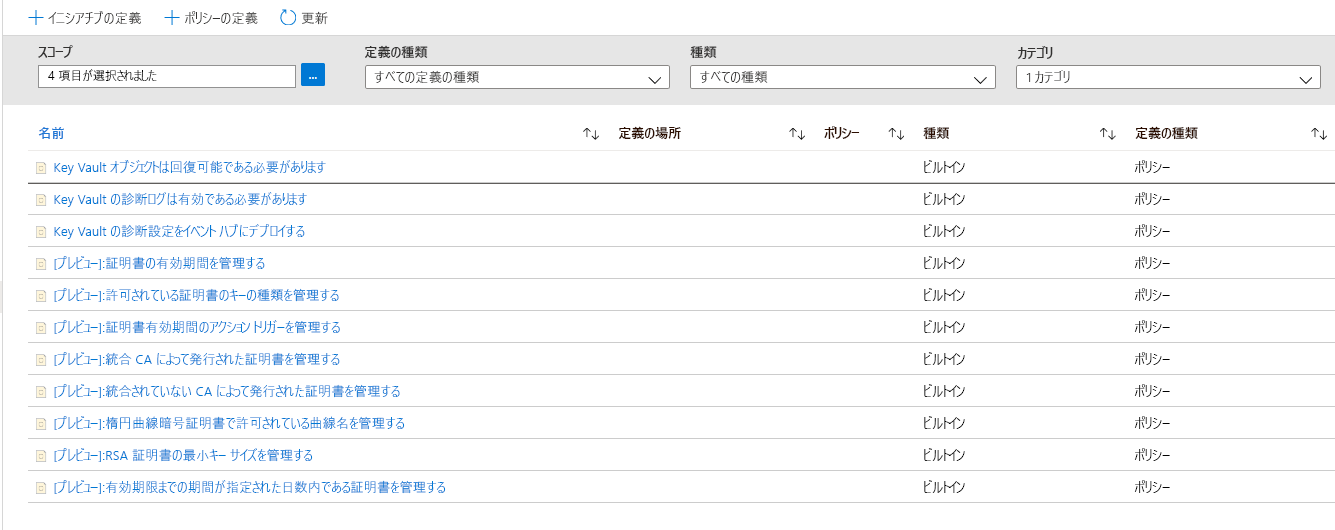 イニシアチブの定義 ポリシーの定義 更新
スコープ 定義の種類 種類 カテゴリ
4 項目が選択されました ... すべての定義の種類 すべての種類 1 カテゴリ
名前 定義の場所 ポリシー 種類 定義の種類
Key Vault オブジェクトは回復可能である必要があります ビルトイン ポリシー
Key Vault の診断ログは有効である必要があります ビルトイン ポリシー
Key Vault の診断設定をイベント ハブにデプロイする ビルトイン ポリシー
[プレビュー]:証明書の有効期間を管理する ビルトイン ポリシー
[プレビュー]:許可されている証明書のキーの種類を管理する ビルトイン ポリシー
[プレビュー]:証明書有効期間のアクション トリガーを管理する ビルトイン ポリシー
[プレビュー]:統合 CA によって発行された証明書を管理する ビルトイン ポリシー
[プレビュー]:統合されていない CA によって発行された証明書を管理する ビルトイン ポリシー
[プレビュー]:楕円曲線暗号証明書で許可されている曲線名を管理する ビルトイン ポリシー
[プレビュー]:RSA 証明書の最小キー サイズを管理する ビルトイン ポリシー
[プレビュー]:有効期限までの期間が指定された日数内である証明書を管理する ビルトイン ポリシー